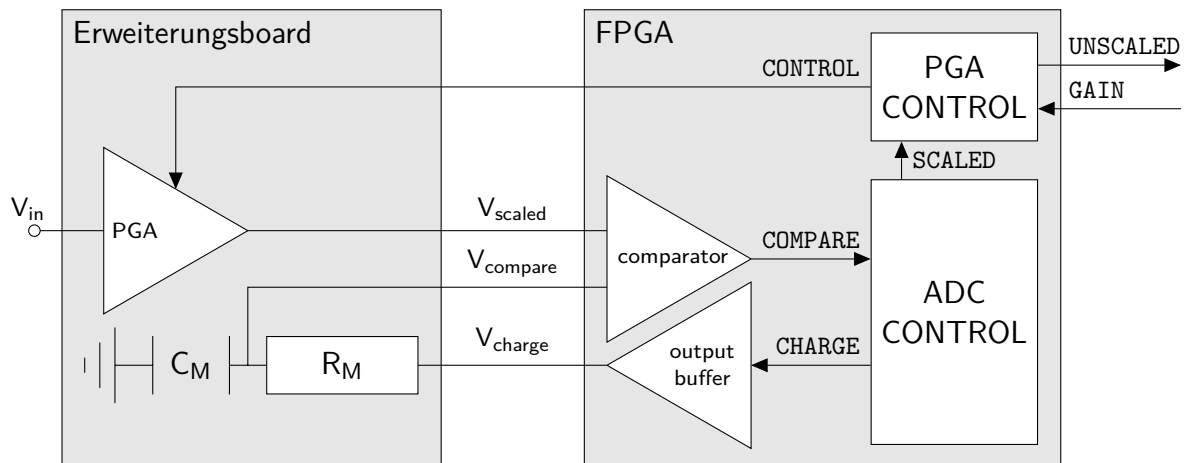 Erweiterungsboard
FPGA
UNSCALED
CONTROL
PGA
CONTROL
GAIN
SCALED
V_in
PGA
V_scaled
COMPARE
comparator
V_compare
ADC
CONTROL
V_charge
CHARGE
output
buffer
C_M
R_M